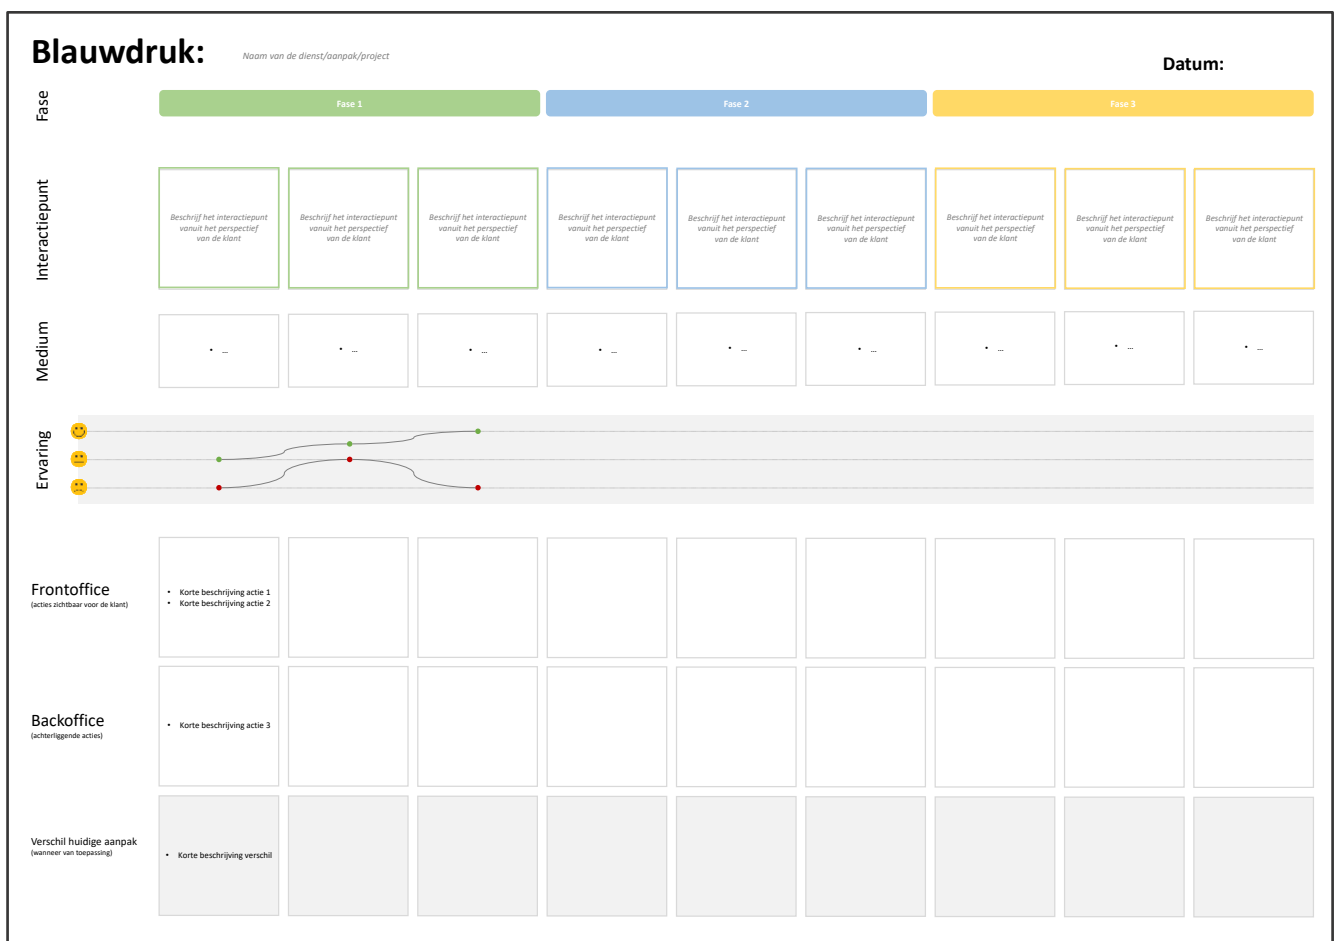 Blauwdruk:
Naam van de dienst/aanpak/project
Datum:
Fase
Fase 1
Fase 2
Fase 3
Interactiepunt
Beschrijf het interactiepunt
vanuit het perspectief
van de klant
Beschrijf het interactiepunt
vanuit het perspectief
van de klant
Beschrijf het interactiepunt
vanuit het perspectief
van de klant
Beschrijf het interactiepunt
vanuit het perspectief
van de klant
Beschrijf het interactiepunt
vanuit het perspectief
van de klant
Beschrijf het interactiepunt
vanuit het perspectief
van de klant
Beschrijf het interactiepunt
vanuit het perspectief
van de klant
Beschrijf het interactiepunt
vanuit het perspectief
van de klant
Beschrijf het interactiepunt
vanuit het perspectief
van de klant
Medium
• ...
• ...
• ...
• ...
• ...
• ...
• ...
• ...
• ...
Ervaring
Frontoffice
(acties zichtbaar voor de klant)
• Korte beschrijving actie 1
• Korte beschrijving actie 2
Backoffice
(achterliggende acties)
• Korte beschrijving actie 3
Verschil huidige aanpak
(wanneer van toepassing)
• Korte beschrijving verschil